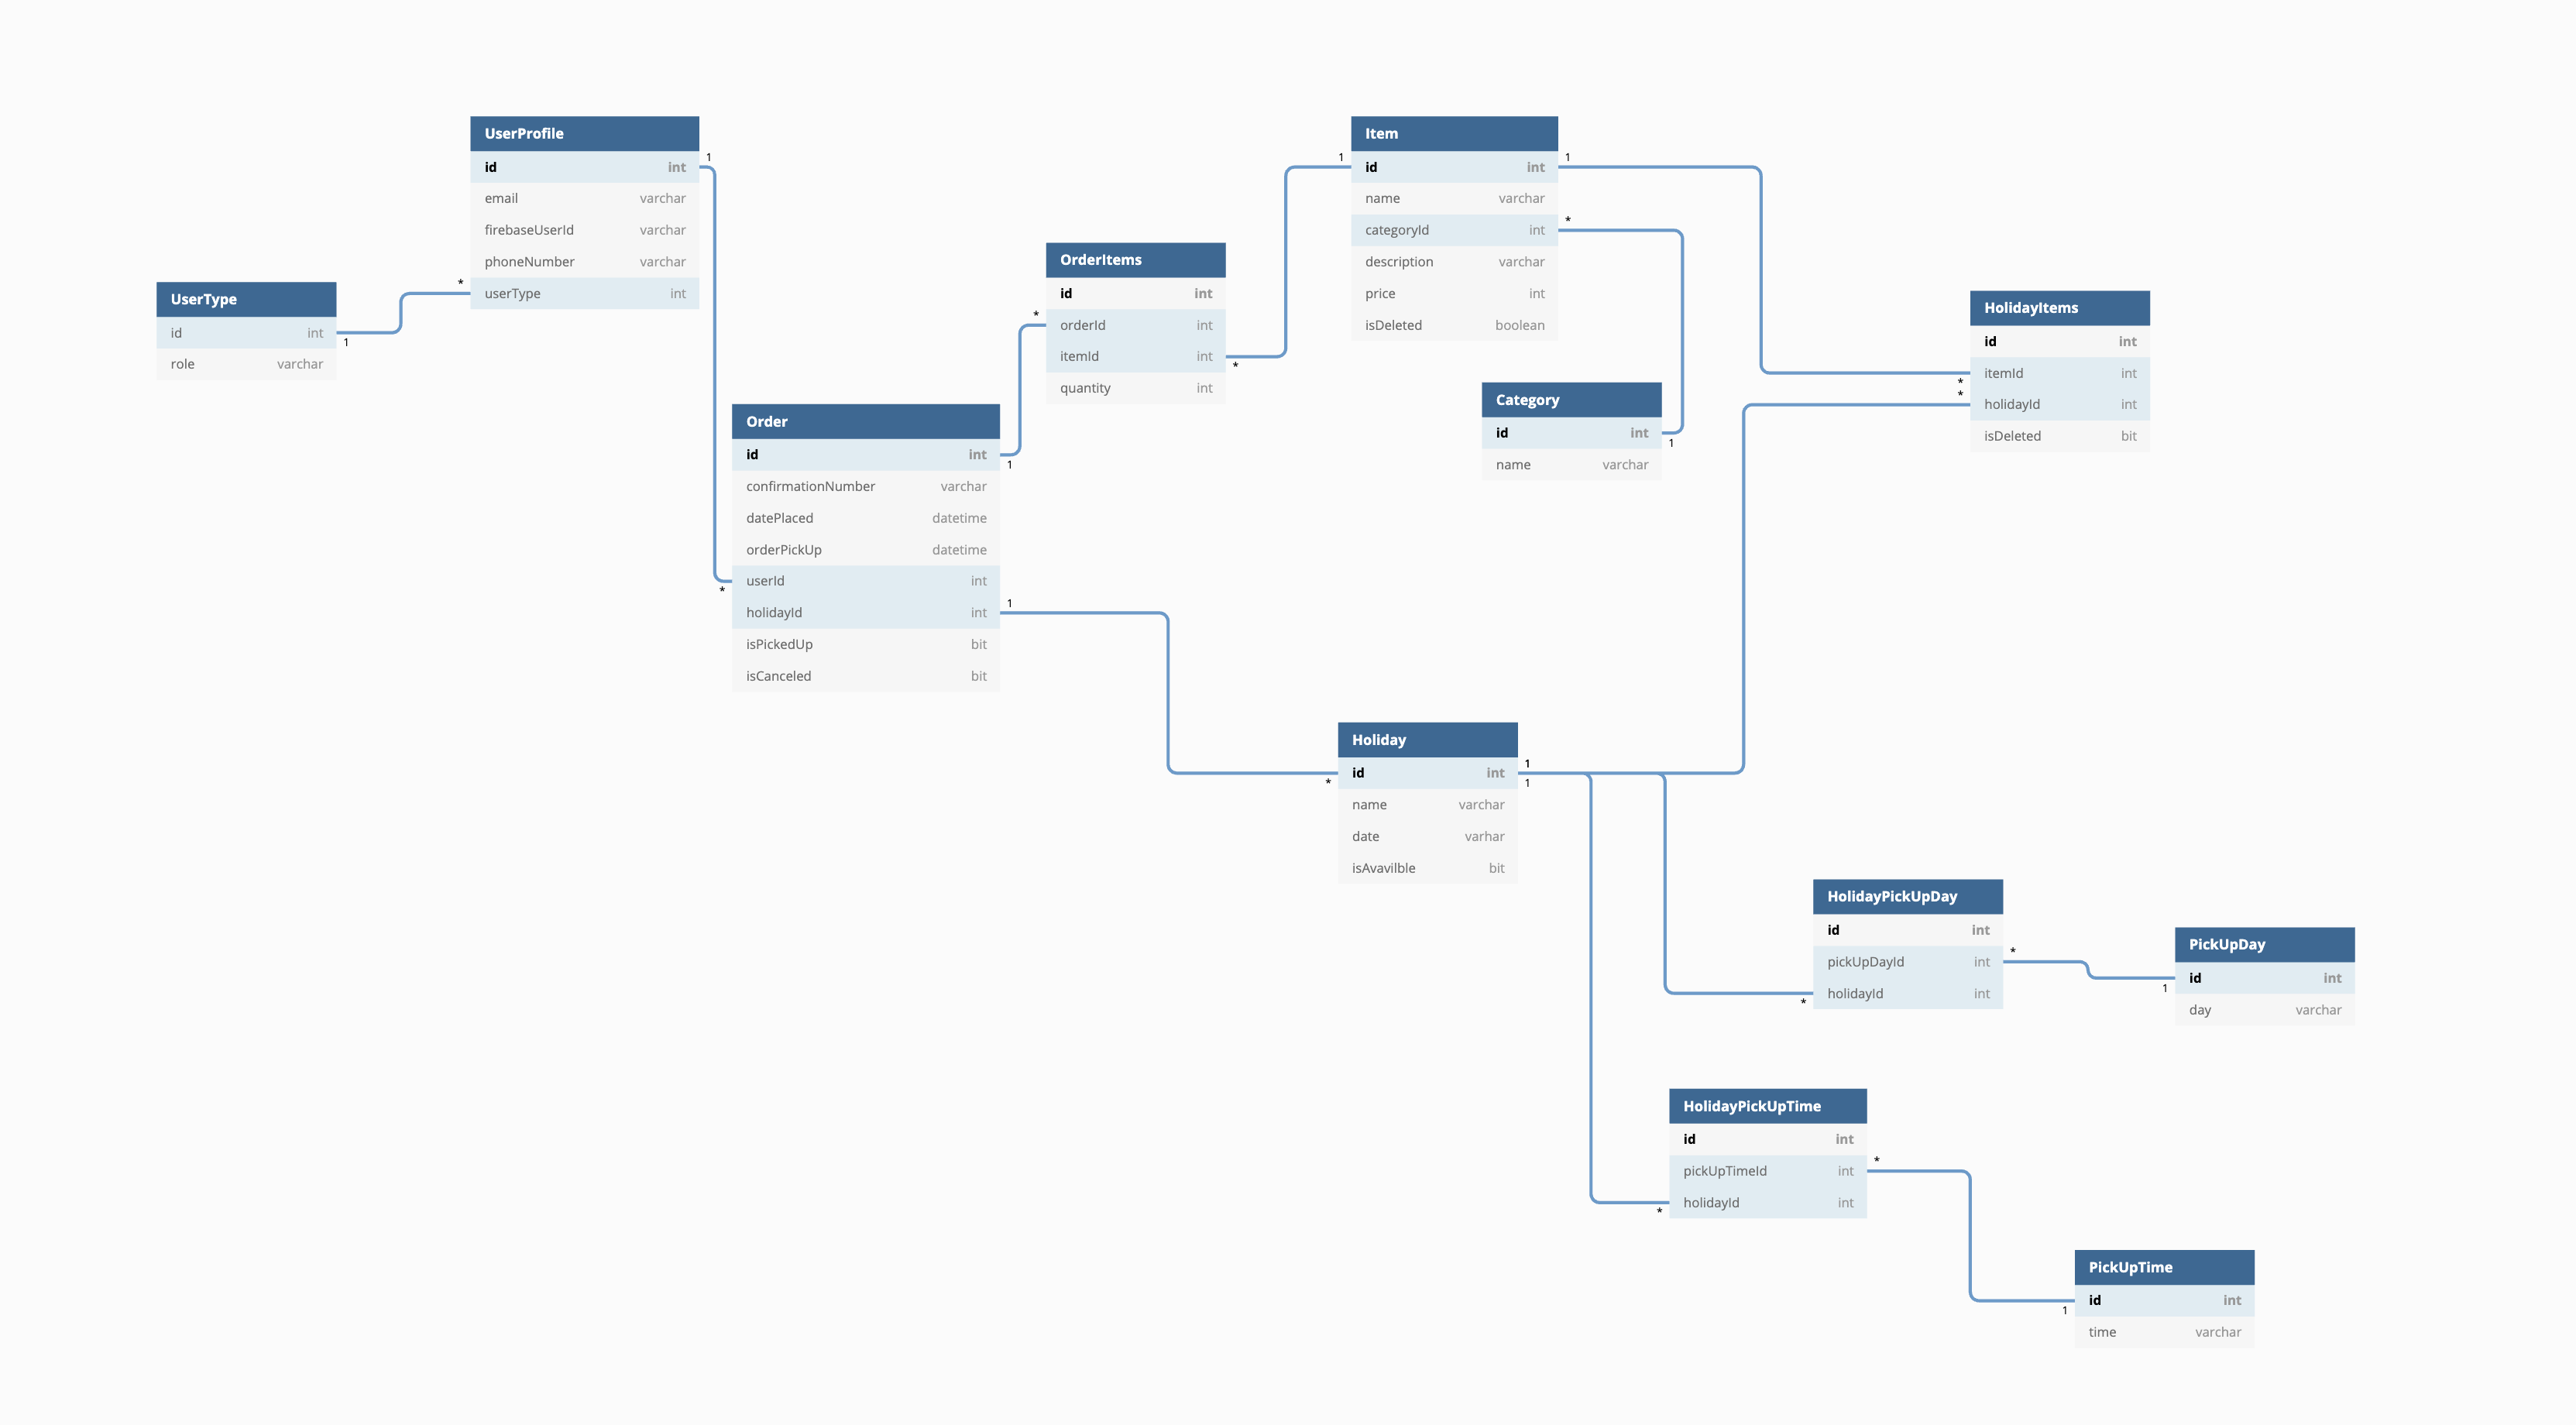 UserProfile
id int
email varchar
firebaseUserId varchar
phoneNumber varchar
userType int
1
*
UserType
id int
role varchar
1
Order
id int
confirmationNumber varchar
datePlaced datetime
orderPickUp datetime
userId int
holidayId int
isPickedUp bit
isCanceled bit
1
*
1
OrderItems
id int
orderId int
itemId int
quantity int
*
*
Item
id int
name varchar
categoryId int
description varchar
price int
isDeleted boolean
1
1
*
Category
id int
name varchar
1
HolidayItems
id int
itemId int
holidayId int
isDeleted bit
*
*
Holiday
id int
name varchar
date varhar
isAvavilble bit
*
1
1
HolidayPickUpDay
id int
pickUpDayId int
holidayId int
*
*
PickUpDay
id int
day varchar
1
HolidayPickUpTime
id int
pickUpTimeId int
holidayId int
*
*
PickUpTime
id int
time varchar
1